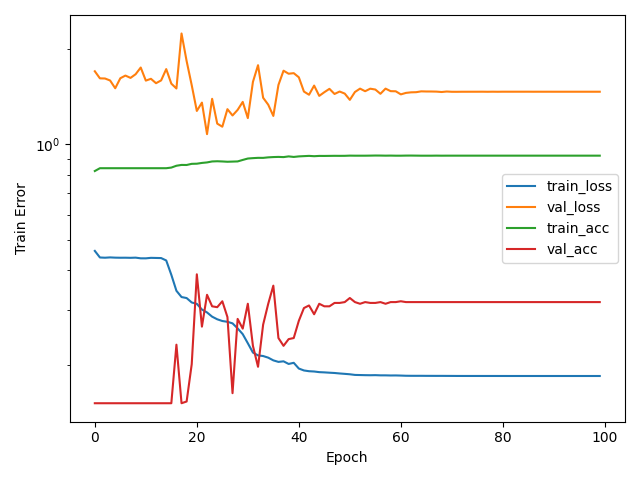 Train Error
10⁰
train_loss
val_loss
train_acc
val_acc
0 20 40 60 80 100
Epoch